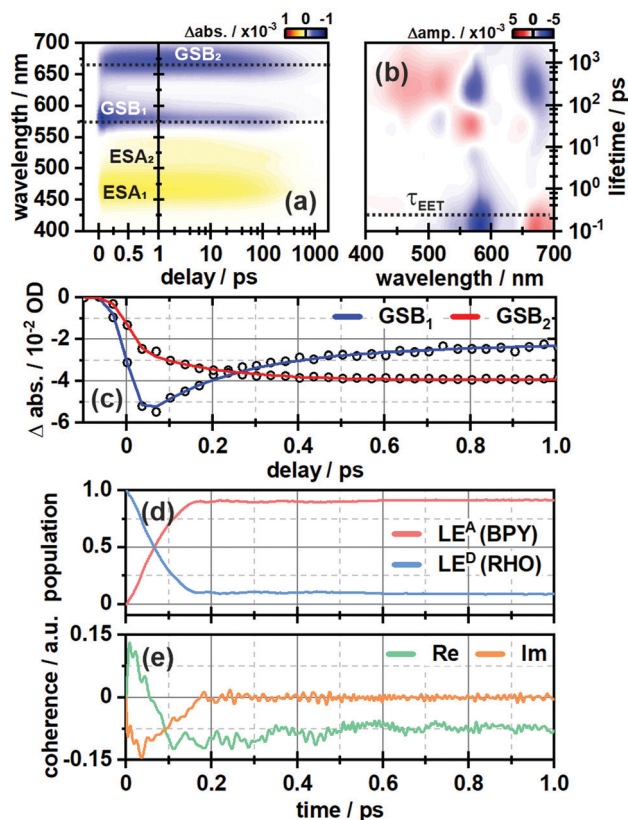 Δabs. / x10⁻³ 1 0 -1
Δamp. / x10⁻³ 5 0 -5
wavelength / nm
700
650
600
550
500
450
400
GSB₂
GSB₁
ESA₂
ESA₁
(a)
0 0.5 1 10 100 1000
delay / ps
(b)
τEET
10³
10²
10¹
10⁰
10⁻¹
lifetime / ps
400 500 600 700
wavelength / nm
Δ abs. / 10⁻² OD
0
-2
-4
-6
GSB₁ GSB₂
(c)
0 0.2 0.4 0.6 0.8 1.0
delay / ps
population
1.0
0.5
0
(d)
LEᴬ (BPY)
LEᴰ (RHO)
coherence / a.u.
0.15
0
-0.15
(e)
Re Im
0 0.2 0.4 0.6 0.8 1.0
time / ps